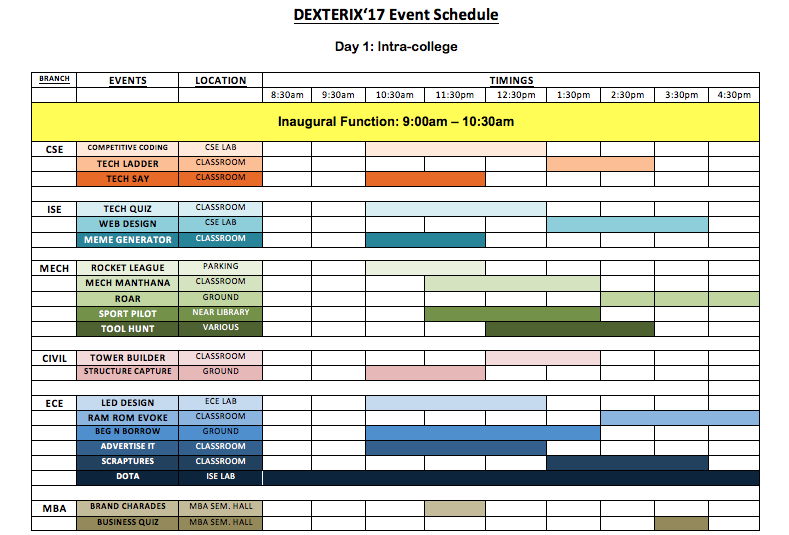 DEXTERIX‘17 Event Schedule
Day 1: Intra-college
BRANCH EVENTS LOCATION TIMINGS
8:30am 9:30am 10:30am 11:30pm 12:30pm 1:30pm 2:30pm 3:30pm 4:30pm
Inaugural Function: 9:00am – 10:30am
CSE COMPETITIVE CODING CSE LAB
TECH LADDER CLASSROOM
TECH SAY CLASSROOM
ISE TECH QUIZ CLASSROOM
WEB DESIGN CSE LAB
MEME GENERATOR CLASSROOM
MECH ROCKET LEAGUE PARKING
MECH MANTHANA CLASSROOM
ROAR GROUND
SPORT PILOT NEAR LIBRARY
TOOL HUNT VARIOUS
CIVIL TOWER BUILDER CLASSROOM
STRUCTURE CAPTURE GROUND
ECE LED DESIGN ECE LAB
RAM ROM EVOKE CLASSROOM
BEG N BORROW GROUND
ADVERTISE IT CLASSROOM
SCRAPTURES CLASSROOM
DOTA ISE LAB
MBA BRAND CHARADES MBA SEM. HALL
BUSINESS QUIZ MBA SEM. HALL